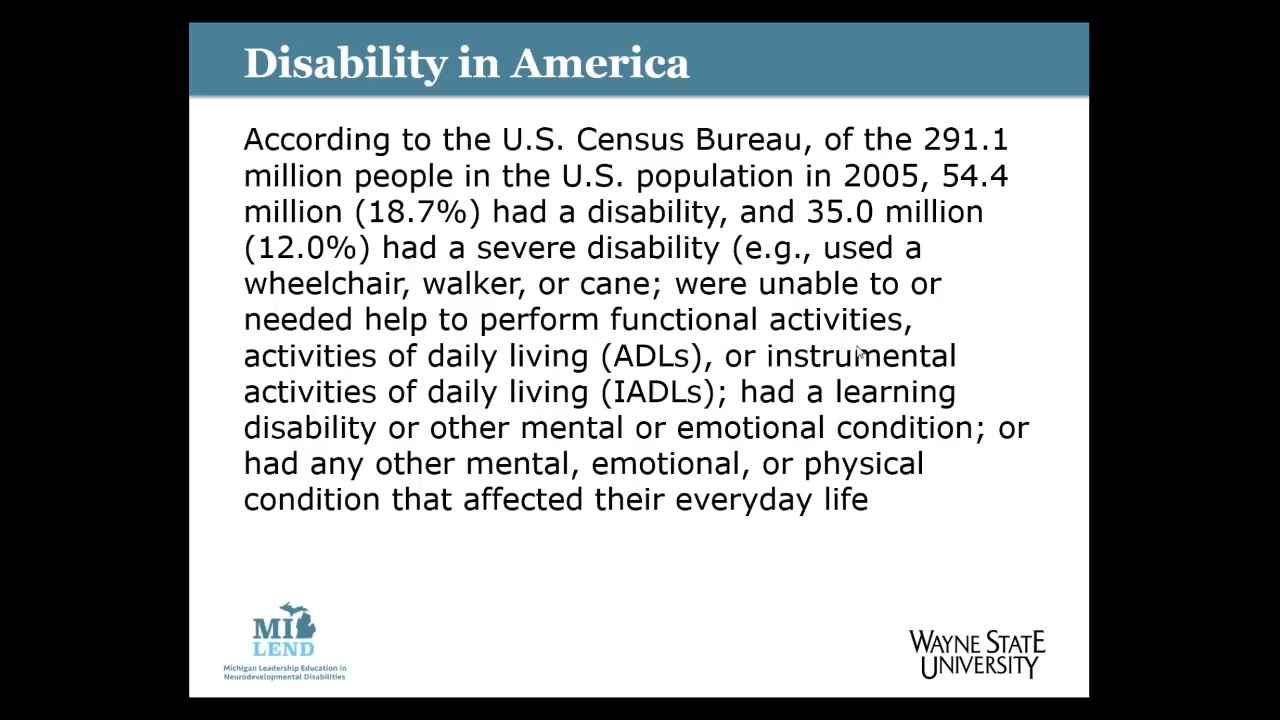 Disability in America
According to the U.S. Census Bureau, of the 291.1
million people in the U.S. population in 2005, 54.4
million (18.7%) had a disability, and 35.0 million
(12.0%) had a severe disability (e.g., used a
wheelchair, walker, or cane; were unable to or
needed help to perform functional activities,
activities of daily living (ADLs), or instrumental
activities of daily living (IADLs); had a learning
disability or other mental or emotional condition; or
had any other mental, emotional, or physical
condition that affected their everyday life
MI
LEND
Michigan Leadership Education in
Neurodevelopmental Disabilities
WAYNE STATE
UNIVERSITY